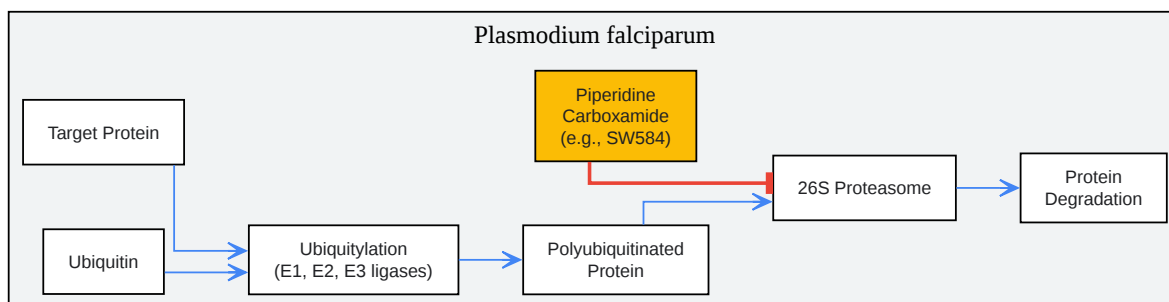 Plasmodium falciparum
Piperidine
Carboxamide
(e.g., SW584)
Target Protein
26S Proteasome
Protein
Degradation
Ubiquitin
Ubiquitylation
(E1, E2, E3 ligases)
Polyubiquitinated
Protein